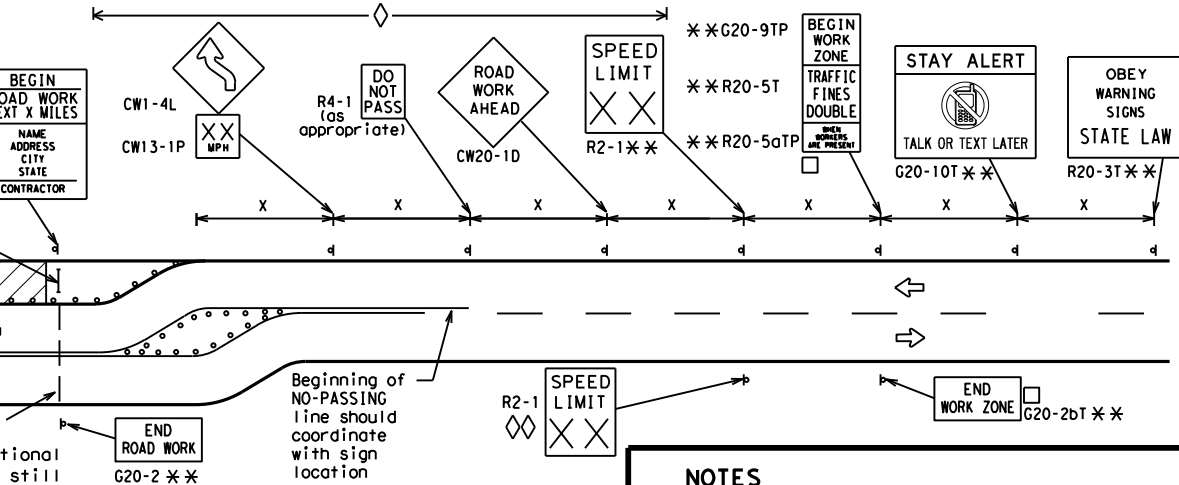 BEGIN
ROAD WORK
NEXT X MILES
NAME
ADDRESS
CITY
STATE
CONTRACTOR
CW1-4L
XX
MPH
CW13-1P
DO
NOT
PASS
R4-1
(as
appropriate)
ROAD
WORK
AHEAD
CW20-1D
SPEED
LIMIT
X X
R2-1**
**G20-9TP
**R20-5T
**R20-5aTP
BEGIN
WORK
ZONE
TRAFFIC
FINES
DOUBLE
WHEN
WORKERS
ARE PRESENT
STAY ALERT
TALK OR TEXT LATER
G20-10T **
OBEY
WARNING
SIGNS
STATE LAW
R20-3T **
X X X X X X X
Beginning of
NO-PASSING
line should
coordinate
with sign
location
R2-1
SPEED
LIMIT
X X
END
WORK ZONE
G20-2bT **
END
ROAD WORK
G20-2 **
tional
still
NOTES